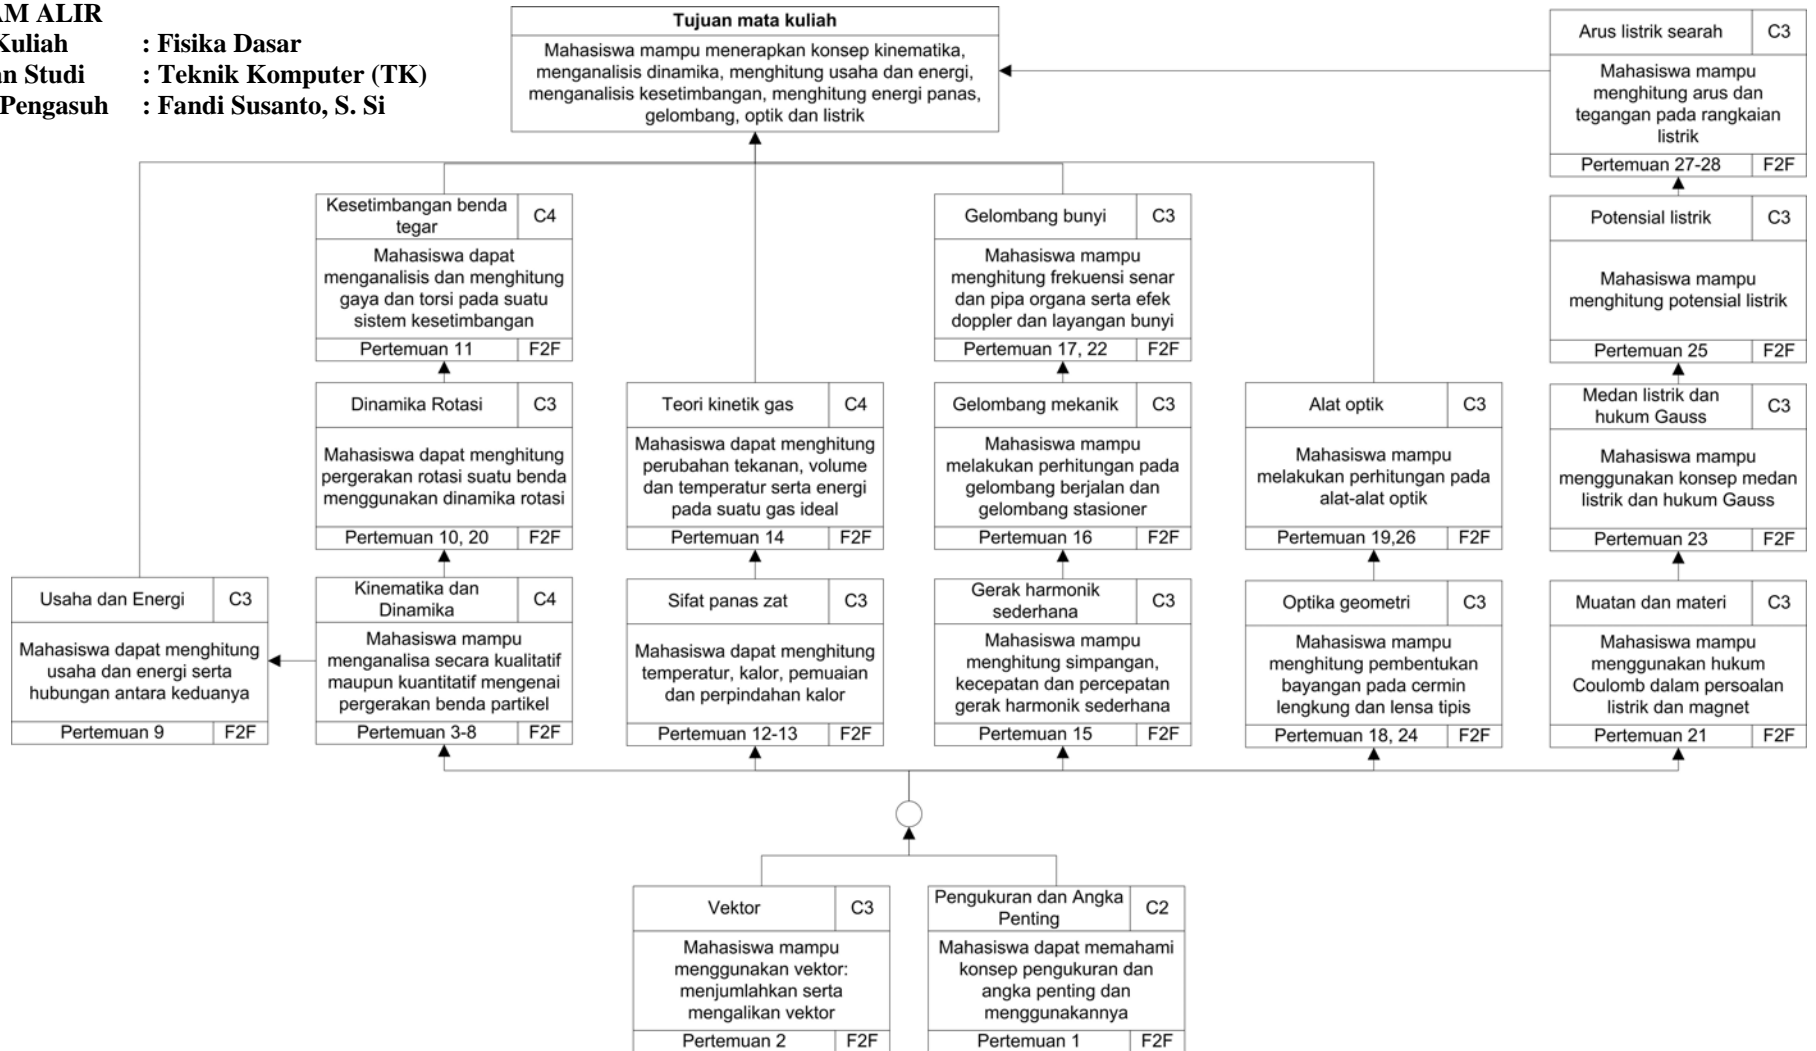 AM ALIR
Kuliah : Fisika Dasar
an Studi : Teknik Komputer (TK)
Pengasuh : Fandi Susanto, S. Si
Tujuan mata kuliah
Mahasiswa mampu menerapkan konsep kinematika,
menganalisis dinamika, menghitung usaha dan energi,
menganalisis kesetimbangan, menghitung energi panas,
gelombang, optik dan listrik
Arus listrik searah C3
Mahasiswa mampu
menghitung arus dan
tegangan pada rangkaian
listrik
Pertemuan 27-28 F2F
Kesetimbangan benda
tegar C4
Mahasiswa dapat
menganalisis dan menghitung
gaya dan torsi pada suatu
sistem kesetimbangan
Pertemuan 11 F2F
Gelombang bunyi C3
Mahasiswa mampu
menghitung frekuensi senar
dan pipa organa serta efek
doppler dan layangan bunyi
Pertemuan 17, 22 F2F
Potensial listrik C3
Mahasiswa mampu
menghitung potensial listrik
Pertemuan 25 F2F
Dinamika Rotasi C3
Mahasiswa dapat menghitung
pergerakan rotasi suatu benda
menggunakan dinamika rotasi
Pertemuan 10, 20 F2F
Teori kinetik gas C4
Mahasiswa dapat menghitung
perubahan tekanan, volume
dan temperatur serta energi
pada suatu gas ideal
Pertemuan 14 F2F
Gelombang mekanik C3
Mahasiswa mampu
melakukan perhitungan pada
gelombang berjalan dan
gelombang stasioner
Pertemuan 16 F2F
Alat optik C3
Mahasiswa mampu
melakukan perhitungan pada
alat-alat optik
Pertemuan 19,26 F2F
Medan listrik dan
hukum Gauss C3
Mahasiswa mampu
menggunakan konsep medan
listrik dan hukum Gauss
Pertemuan 23 F2F
Usaha dan Energi C3
Mahasiswa dapat menghitung
usaha dan energi serta
hubungan antara keduanya
Pertemuan 9 F2F
Kinematika dan
Dinamika C4
Mahasiswa mampu
menganalisa secara kualitatif
maupun kuantitatif mengenai
pergerakan benda partikel
Pertemuan 3-8 F2F
Sifat panas zat C3
Mahasiswa dapat menghitung
temperatur, kalor, pemuaian
dan perpindahan kalor
Pertemuan 12-13 F2F
Gerak harmonik
sederhana C3
Mahasiswa mampu
menghitung simpangan,
kecepatan dan percepatan
gerak harmonik sederhana
Pertemuan 15 F2F
Optika geometri C3
Mahasiswa mampu
menghitung pembentukan
bayangan pada cermin
lengkung dan lensa tipis
Pertemuan 18, 24 F2F
Muatan dan materi C3
Mahasiswa mampu
menggunakan hukum
Coulomb dalam persoalan
listrik dan magnet
Pertemuan 21 F2F
Vektor C3
Mahasiswa mampu
menggunakan vektor:
menjumlahkan serta
mengalikan vektor
Pertemuan 2 F2F
Pengukuran dan Angka
Penting C2
Mahasiswa dapat memahami
konsep pengukuran dan
angka penting dan
menggunakannya
Pertemuan 1 F2F